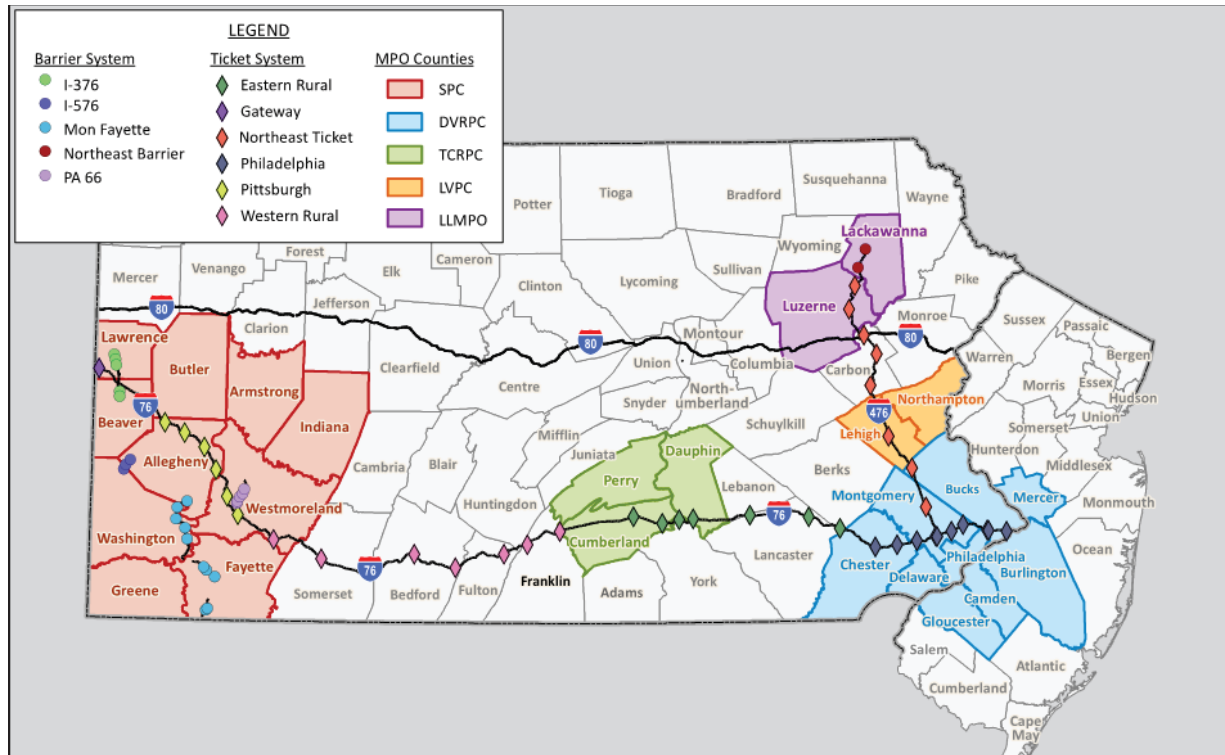 LEGEND
Barrier System
I-376
I-576
Mon Fayette
Northeast Barrier
PA 66
Ticket System
Eastern Rural
Gateway
Northeast Ticket
Philadelphia
Pittsburgh
Western Rural
MPO Counties
SPC
DVRPC
TCRPC
LVPC
LLMPO
Susquehanna
Tioga
Bradford
Wayne
Potter
Lackawanna
Wyoming
Forest
Cameron
Mercer
Venango
Elk
Sullivan
Lycoming
Pike
Clinton
Luzerne
Jefferson
80
Monroe
Sussex
Lawrence
Clarion
Montour
80
Passaic
80
Columbia
Warren
Bergen
Butler
Clearfield
Union
Carbon
Essex
Centre
Morris
Hudson
Armstrong
North-
umberland
Northampton
76
Snyder
476
Union
Beaver
Somerset
Indiana
Mifflin
Schuylkill
Lehigh
Hunterdon
Allegheny
Juniata
Dauphin
Middlesex
Cambria
Blair
Berks
Perry
Lebanon
Bucks
Mercer
Montgomery
Huntingdon
Monmouth
Westmoreland
76
Washington
Cumberland
Lancaster
Ocean
Philadelphia
Chester
Fayette
76
Franklin
Delaware
Burlington
Greene
Somerset
Bedford
Fulton
Adams
York
Camden
Gloucester
Salem
Atlantic
Cumberland
Cape
May